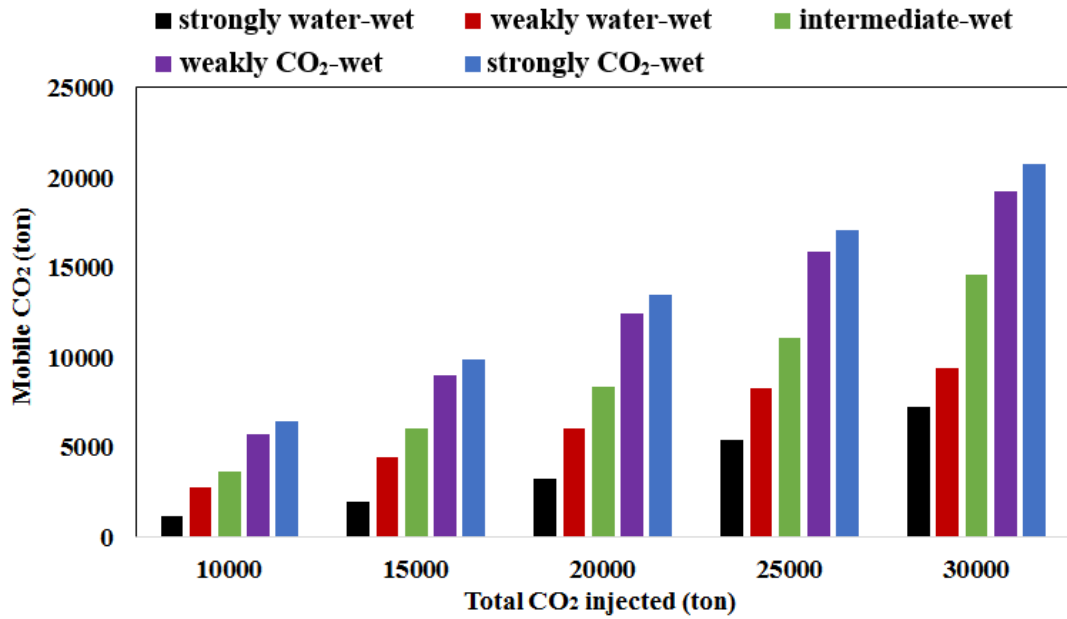 strongly water-wet weakly water-wet intermediate-wet
weakly CO₂-wet strongly CO₂-wet
25000
20000
15000
10000
5000
0
Mobile CO₂ (ton)
10000 15000 20000 25000 30000
Total CO₂ injected (ton)